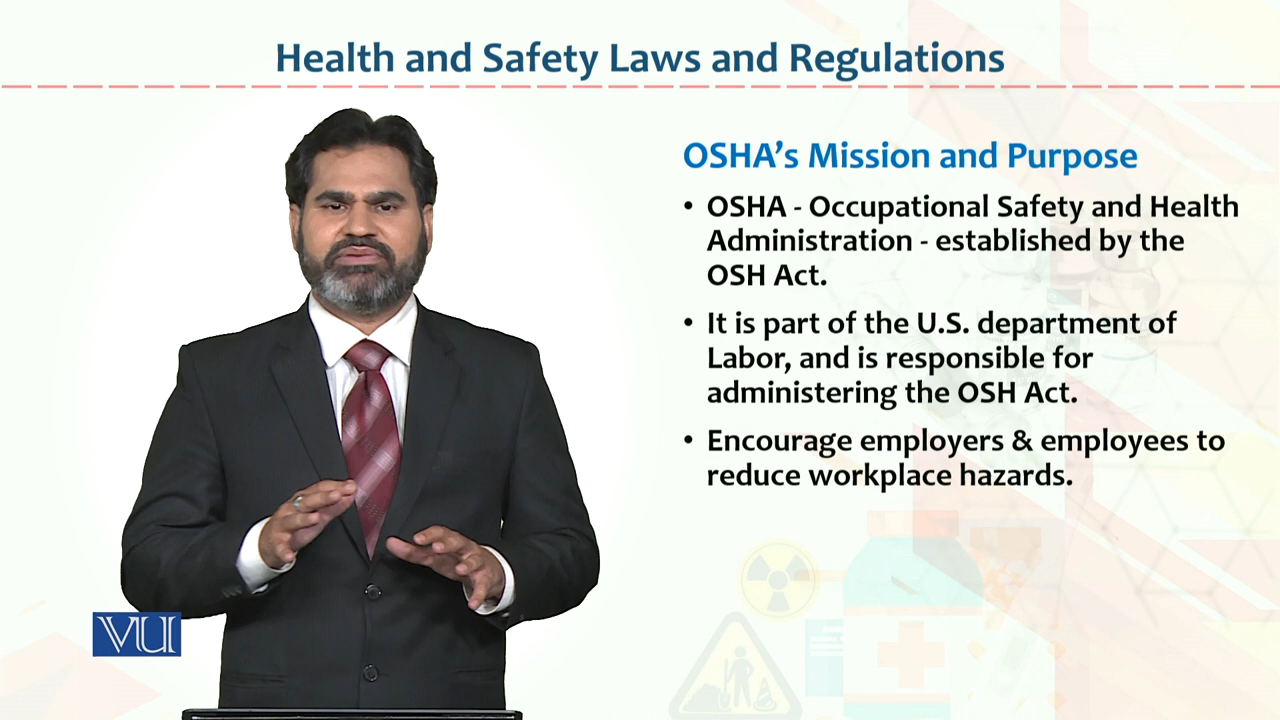 Health and Safety Laws and Regulations
OSHA's Mission and Purpose
• OSHA - Occupational Safety and Health
Administration - established by the
OSH Act.
• It is part of the U.S. department of
Labor, and is responsible for
administering the OSH Act.
• Encourage employers & employees to
reduce workplace hazards.
VU